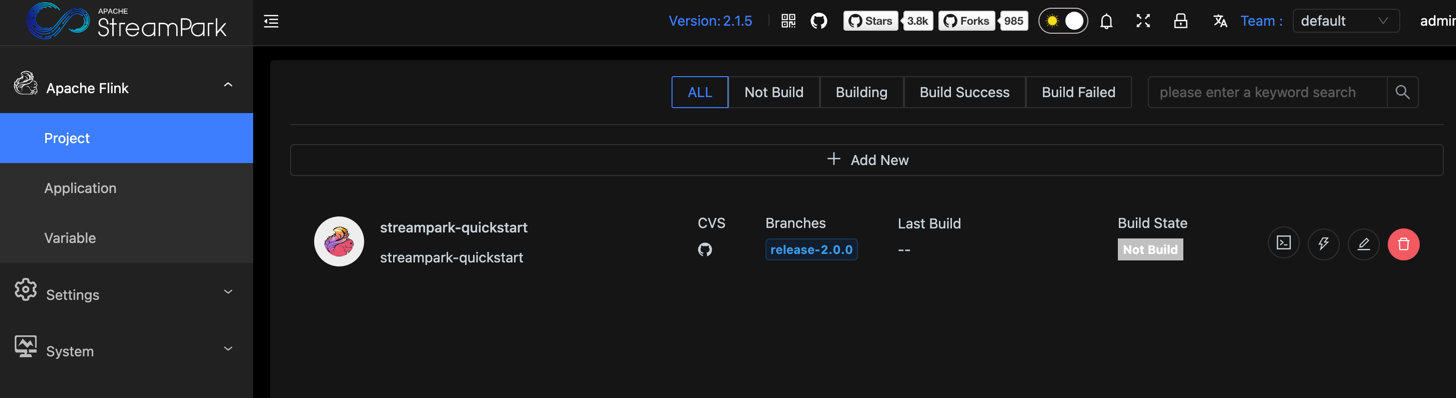 APACHE
StreamPark
Version: 2.1.5
Stars 3.8k
Forks 985
Team :
default
admin
Apache Flink
Project
Application
Variable
Settings
System
ALL
Not Build
Building
Build Success
Build Failed
please enter a keyword search
Add New
streampark-quickstart
streampark-quickstart
CVS
Branches
release-2.0.0
Last Build
--
Build State
Not Build